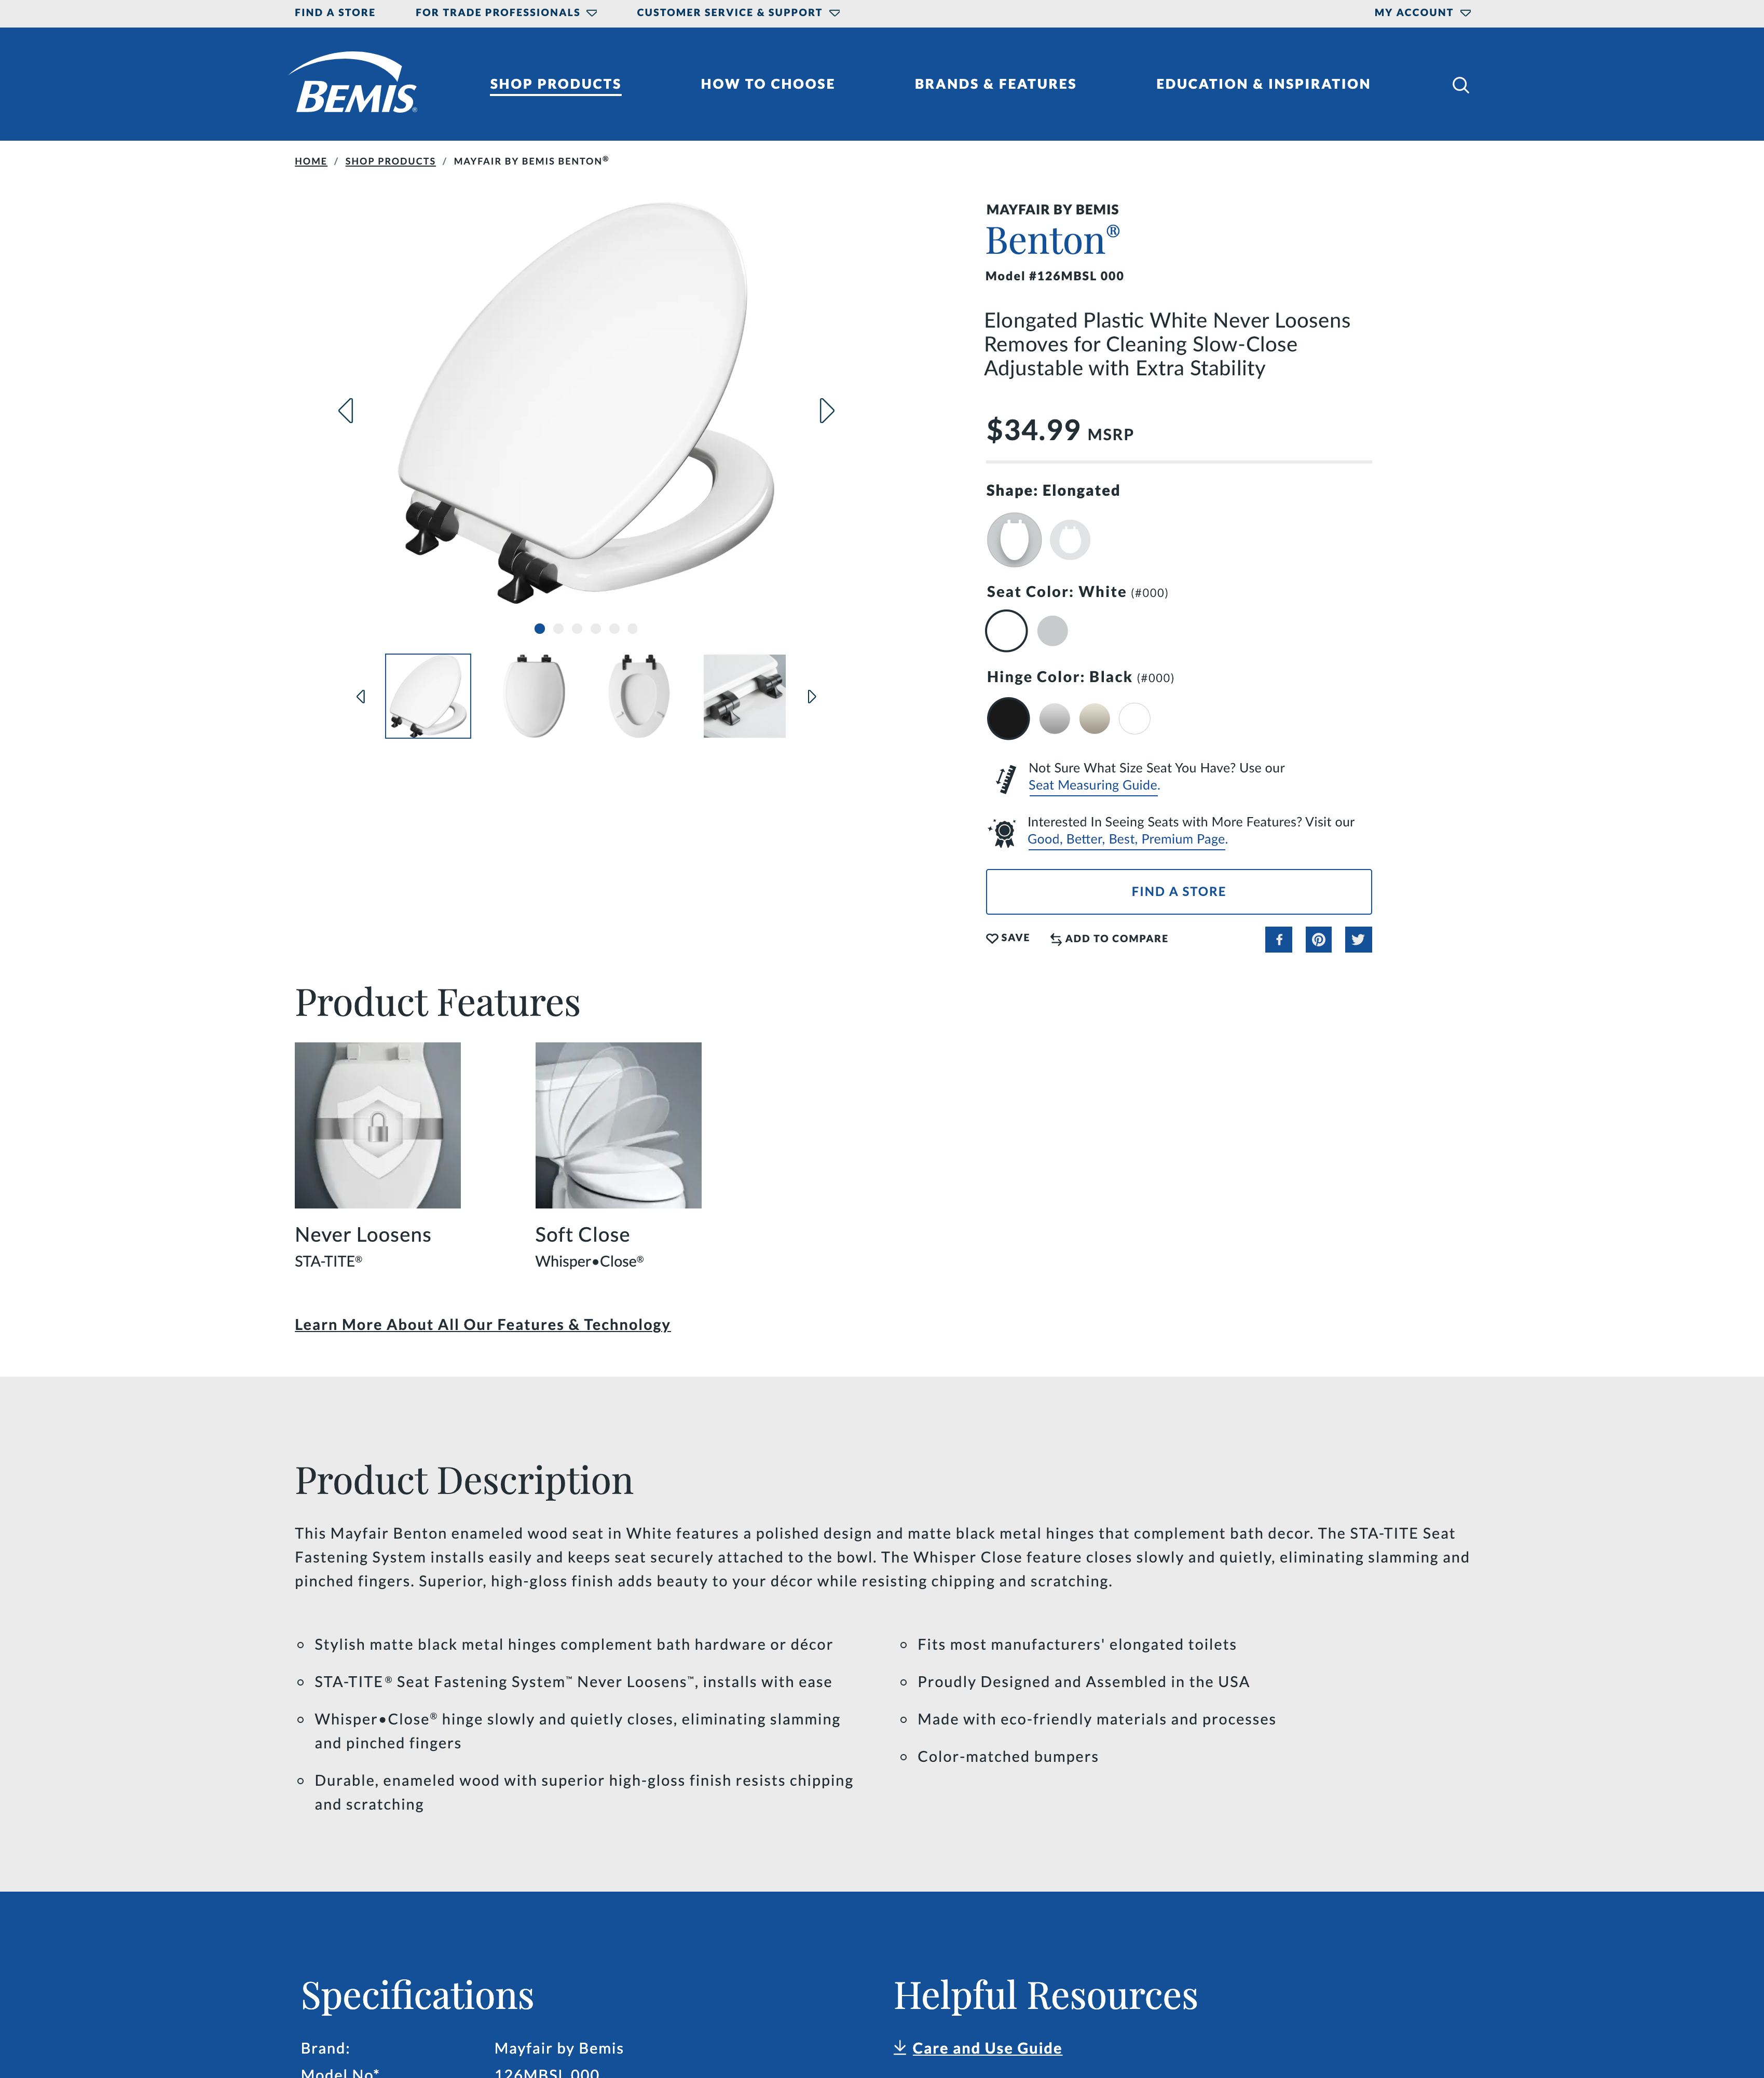 FIND A STORE
FOR TRADE PROFESSIONALS
CUSTOMER SERVICE & SUPPORT
MY ACCOUNT
BEMIS®
SHOP PRODUCTS
HOW TO CHOOSE
BRANDS & FEATURES
EDUCATION & INSPIRATION
HOME / SHOP PRODUCTS / MAYFAIR BY BEMIS BENTON®
MAYFAIR BY BEMIS
Benton®
Model #126MBSL 000
Elongated Plastic White Never Loosens
Removes for Cleaning Slow-Close
Adjustable with Extra Stability
$34.99 MSRP
Shape: Elongated
Seat Color: White (#000)
Hinge Color: Black (#000)
Not Sure What Size Seat You Have? Use our
Seat Measuring Guide.
Interested In Seeing Seats with More Features? Visit our
Good, Better, Best, Premium Page.
FIND A STORE
SAVE
ADD TO COMPARE
Product Features
Never Loosens
STA-TITE®
Soft Close
Whisper•Close®
Learn More About All Our Features & Technology
Product Description
This Mayfair Benton enameled wood seat in White features a polished design and matte black metal hinges that complement bath decor. The STA-TITE Seat
Fastening System installs easily and keeps seat securely attached to the bowl. The Whisper Close feature closes slowly and quietly, eliminating slamming and
pinched fingers. Superior, high-gloss finish adds beauty to your décor while resisting chipping and scratching.
Stylish matte black metal hinges complement bath hardware or décor
STA-TITE® Seat Fastening System™ Never Loosens™, installs with ease
Whisper•Close® hinge slowly and quietly closes, eliminating slamming
and pinched fingers
Durable, enameled wood with superior high-gloss finish resists chipping
and scratching
Fits most manufacturers' elongated toilets
Proudly Designed and Assembled in the USA
Made with eco-friendly materials and processes
Color-matched bumpers
Specifications
Brand: Mayfair by Bemis
Model No* 126MBSL 000
Helpful Resources
Care and Use Guide